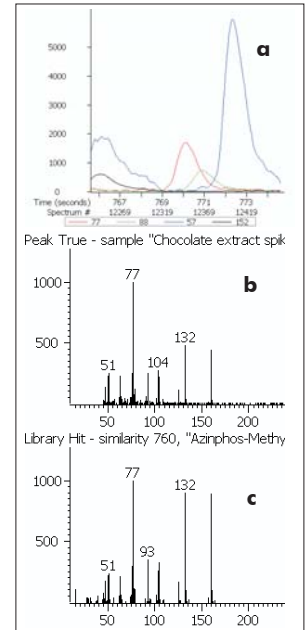 a
5000
4000
3000
2000
1000
0
Time (seconds) 767 769 771 773
Spectrum # 12269 12319 12369 12419
77 88 57 152
Peak True - sample "Chocolate extract spik
77
b
1000
132
500
51
104
50 100 150 200
Library Hit - similarity 760, "Azinphos-Methy
77
c
1000
132
500
93
51
50 100 150 200